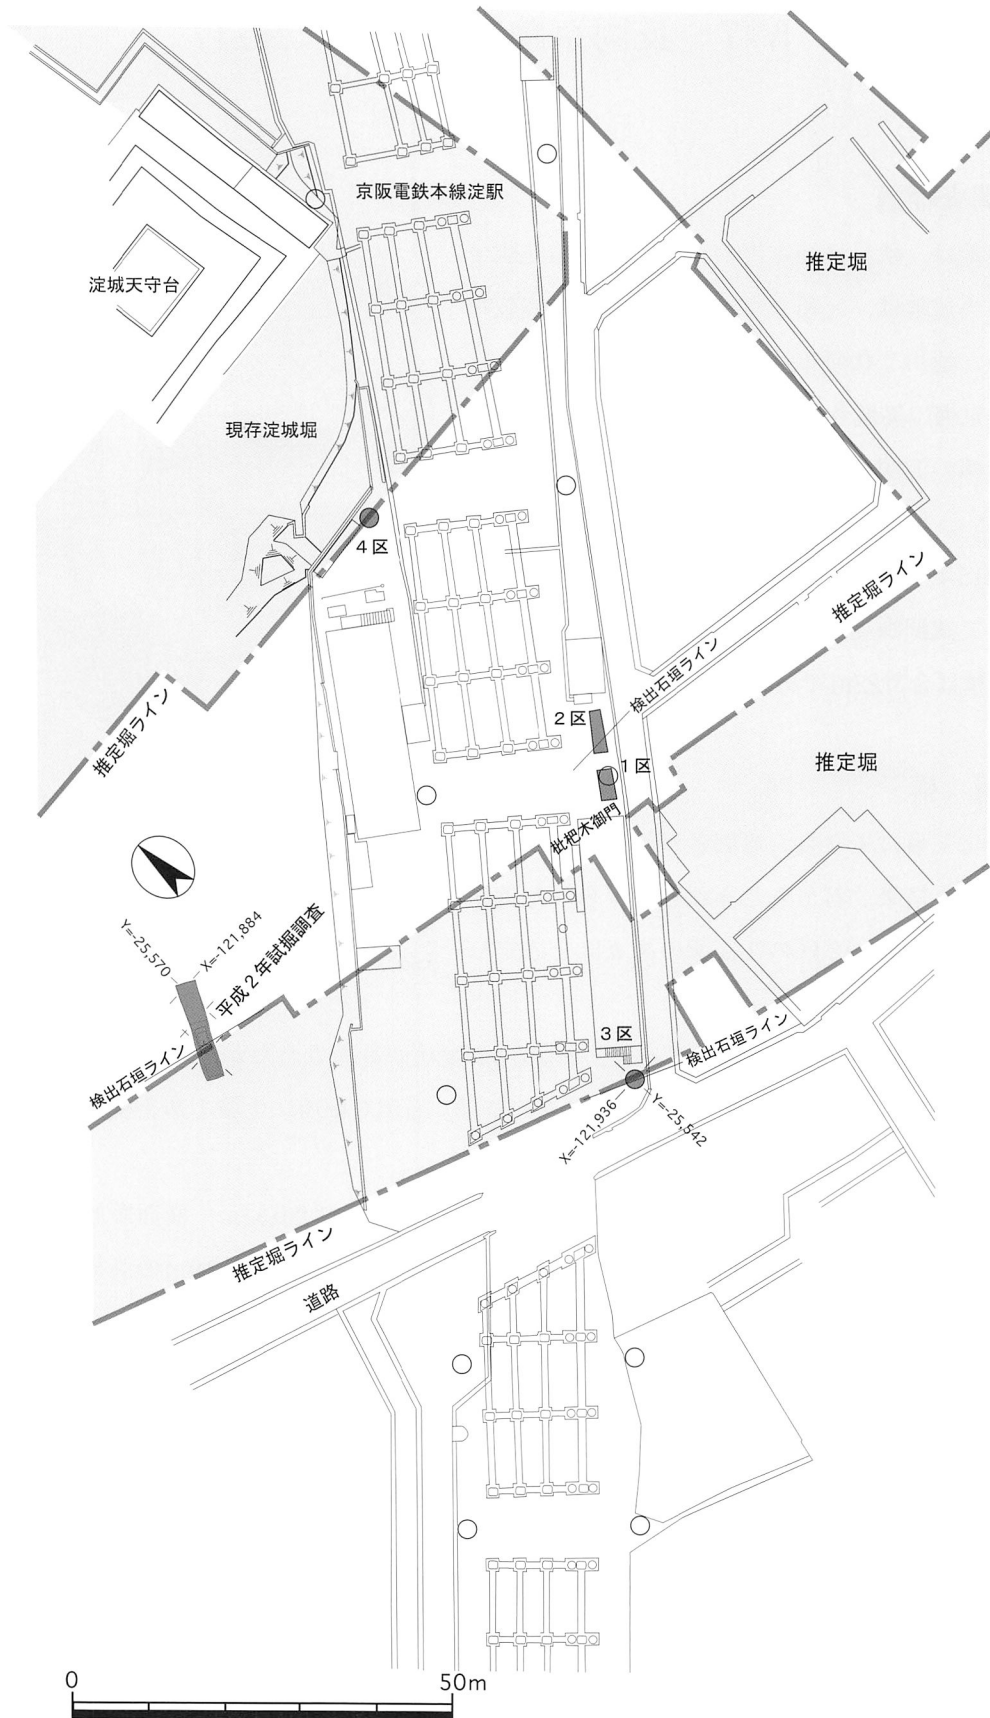 京阪電鉄本線淀駅
推定堀
淀城天守台
現存淀城堀
4区
推定堀ライン
推定堀ライン
検出石垣ライン
2区
1区
推定堀
枇杷木御門
Y=-25,570
X=-121,884
平成2年試掘調査
検出石垣ライン
3区
検出石垣ライン
X=-121,936
Y=-25,542
推定堀ライン
道路
0
50m